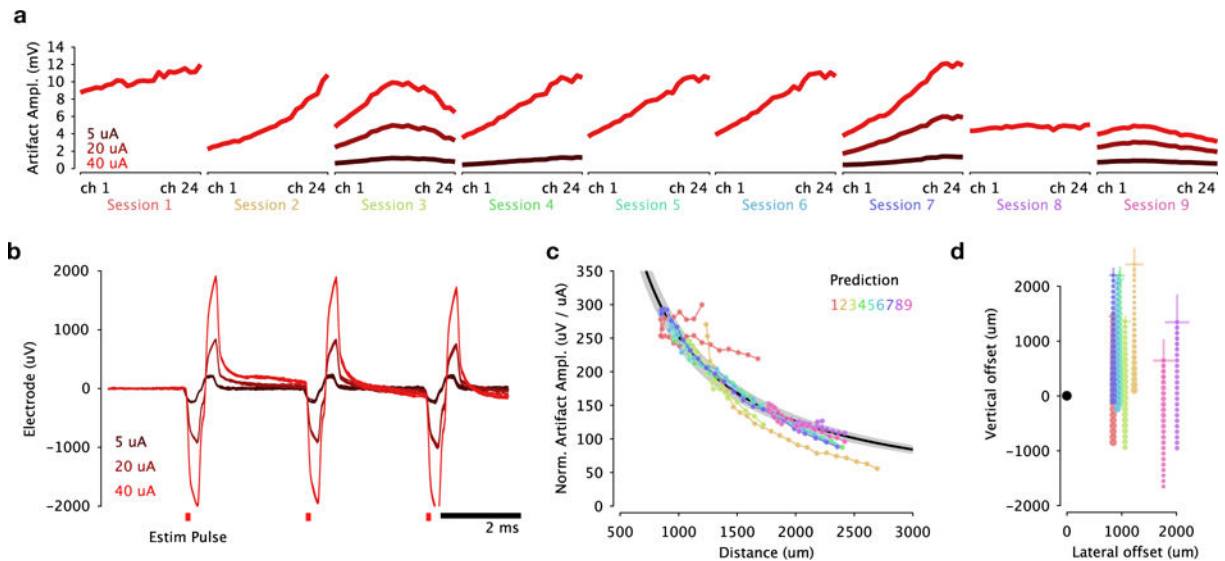 a
Artifact Ampl. (mV)
14
12
10
8
6
4
2
0
5 uA
20 uA
40 uA
ch 1 ch 24 ch 1 ch 24 ch 1 ch 24 ch 1 ch 24 ch 1 ch 24 ch 1 ch 24 ch 1 ch 24 ch 1 ch 24 ch 1 ch 24
Session 1 Session 2 Session 3 Session 4 Session 5 Session 6 Session 7 Session 8 Session 9
b
Electrode (uV)
2000
1000
0
-1000
-2000
5 uA
20 uA
40 uA
Estim Pulse
2 ms
c
Norm. Artifact Ampl. (uV / uA)
350
300
250
200
150
100
50
0
Prediction
123456789
500 1000 1500 2000 2500 3000
Distance (um)
d
Vertical offset (um)
2000
1000
0
-1000
-2000
0 1000 2000
Lateral offset (um)